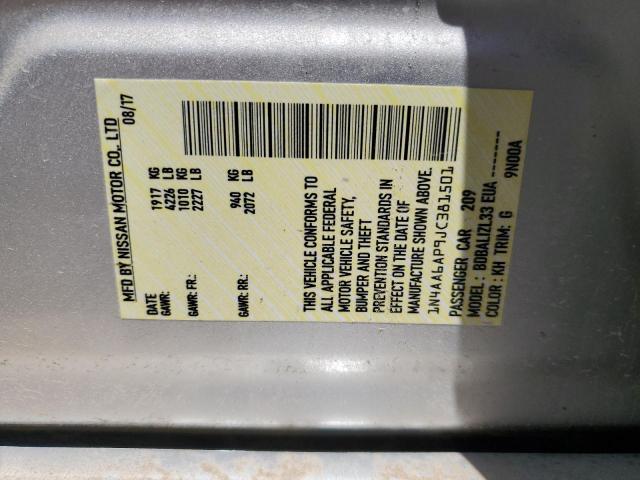 MFD BY NISSAN MOTOR CO., LTD
DATE 08/17
GAWR: 1917 KG
4226 LB
GAWR: FR.: 1010 KG
2227 LB
GAWR: RR.: 940 KG
2072 LB
THIS VEHICLE CONFORMS TO
ALL APPLICABLE FEDERAL
MOTOR VEHICLE SAFETY,
BUMPER AND THEFT
PREVENTION STANDARDS IN
EFFECT ON THE DATE OF
MANUFACTURE SHOWN ABOVE.
1N4AA6AP9JC381501
PASSENGER CAR 209
MODEL: BDBALIZL33 EUA -------
COLOR: KH TRIM: G 9N00A